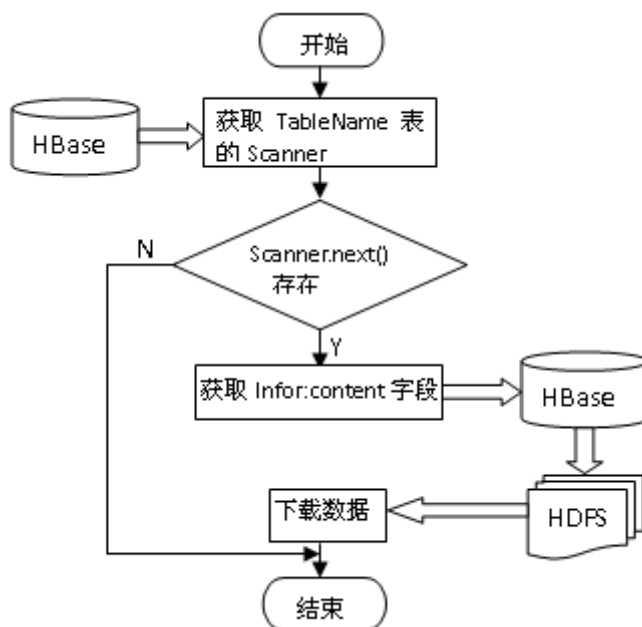 开始
获取 TableName 表
的 Scanner
HBase
N
Scanner.next()
存在
Y
获取 Infor:content 字段
HBase
下载数据
HDFS
结束